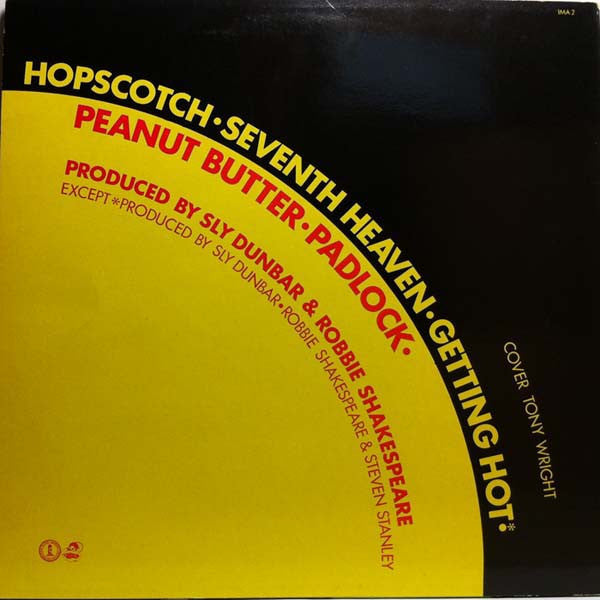 IMA 2
HOPSCOTCH·SEVENTH HEAVEN·GETTING HOT·*
PEANUT BUTTER·PADLOCK·
PRODUCED BY SLY DUNBAR & ROBBIE SHAKESPEARE
EXCEPT*PRODUCED BY SLY DUNBAR·ROBBIE SHAKESPEARE & STEVEN STANLEY
COVER TONY WRIGHT